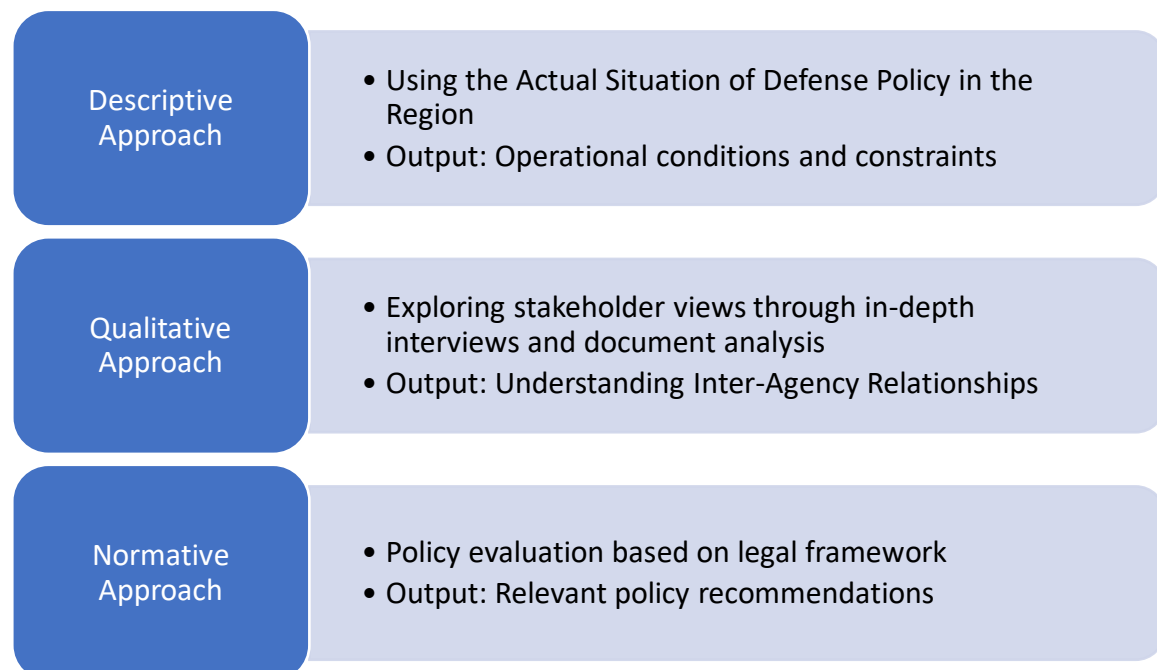 Descriptive
Approach
• Using the Actual Situation of Defense Policy in the
Region
• Output: Operational conditions and constraints
Qualitative
Approach
• Exploring stakeholder views through in-depth
interviews and document analysis
• Output: Understanding Inter-Agency Relationships
Normative
Approach
• Policy evaluation based on legal framework
• Output: Relevant policy recommendations